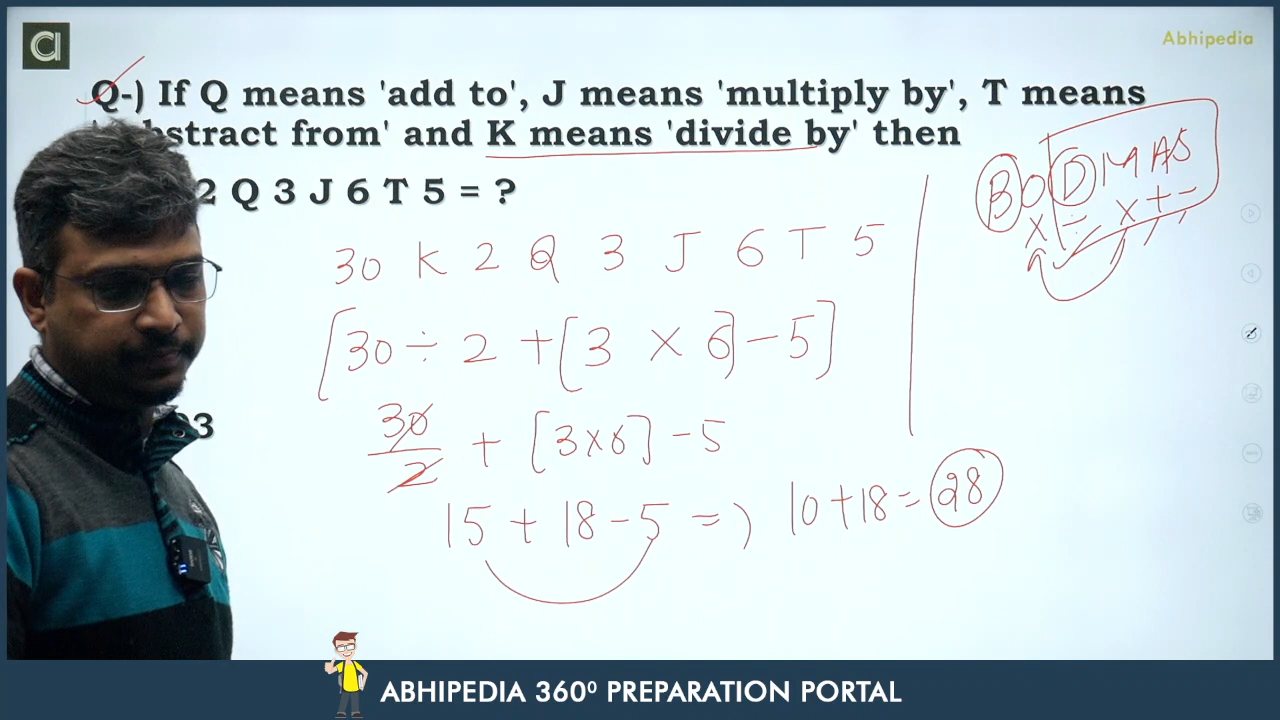 Abhipedia
Q-) If Q means 'add to', J means 'multiply by', T means
bstract from' and K means 'divide by' then
2 Q 3 J 6 T 5 = ?
B O D M A S
x ÷ x + -
30 K 2 Q 3 J 6 T 5
[30 ÷ 2 + [3 × 6] - 5]
30/2 + [3×6] - 5
3
15 + 18 - 5 => 10 + 18 = 28
ABHIPEDIA 360⁰ PREPARATION PORTAL